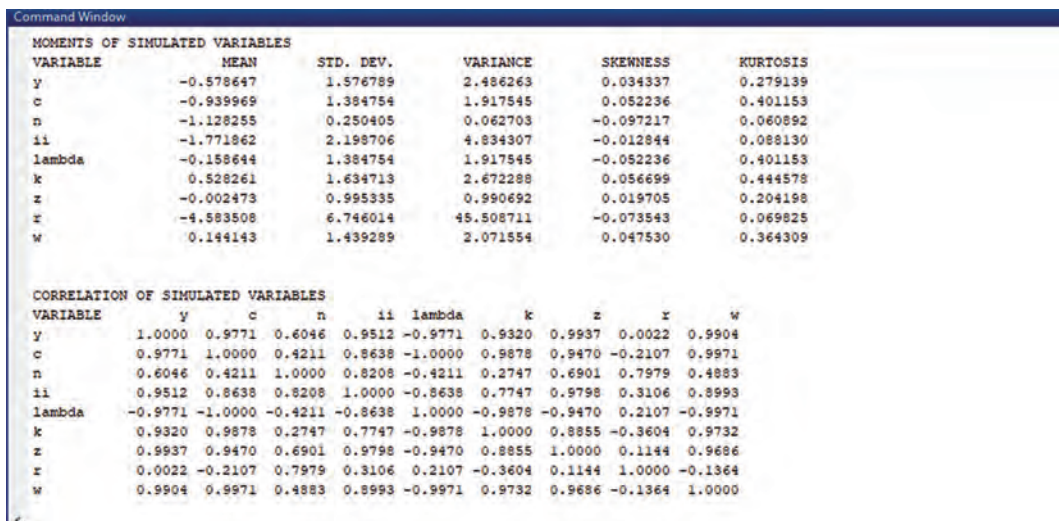 Command Window
MOMENTS OF SIMULATED VARIABLES
VARIABLE MEAN STD. DEV. VARIANCE SKEWNESS KURTOSIS
y -0.578647 1.576789 2.486263 0.034337 0.279139
c -0.939969 1.384754 1.917545 0.052236 0.401153
n -1.128255 0.250405 0.062703 -0.097217 0.060892
ii -1.771862 2.198706 4.834307 -0.012844 0.088130
lambda -0.158644 1.384754 1.917545 -0.052236 0.401153
k 0.528261 1.634713 2.672288 0.056699 0.444578
z -0.002473 0.995335 0.990692 0.019705 0.204198
r -4.583508 6.746014 45.508711 -0.073543 0.069825
w 0.144143 1.439289 2.071554 0.047530 0.364309
CORRELATION OF SIMULATED VARIABLES
VARIABLE y c n ii lambda k z r w
y 1.0000 0.9771 0.6046 0.9512 -0.9771 0.9320 0.9937 0.0022 0.9904
c 0.9771 1.0000 0.4211 0.8638 -1.0000 0.9878 0.9470 -0.2107 0.9971
n 0.6046 0.4211 1.0000 0.8208 -0.4211 0.2747 0.6901 0.7979 0.4883
ii 0.9512 0.8638 0.8208 1.0000 -0.8638 0.7747 0.9798 0.3106 0.8993
lambda -0.9771 -1.0000 -0.4211 -0.8638 1.0000 -0.9878 -0.9470 0.2107 -0.9971
k 0.9320 0.9878 0.2747 0.7747 -0.9878 1.0000 0.8855 -0.3604 0.9732
z 0.9937 0.9470 0.6901 0.9798 -0.9470 0.8855 1.0000 0.1144 0.9686
r 0.0022 -0.2107 0.7979 0.3106 0.2107 -0.3604 0.1144 1.0000 -0.1364
w 0.9904 0.9971 0.4883 0.8993 -0.9971 0.9732 0.9686 -0.1364 1.0000